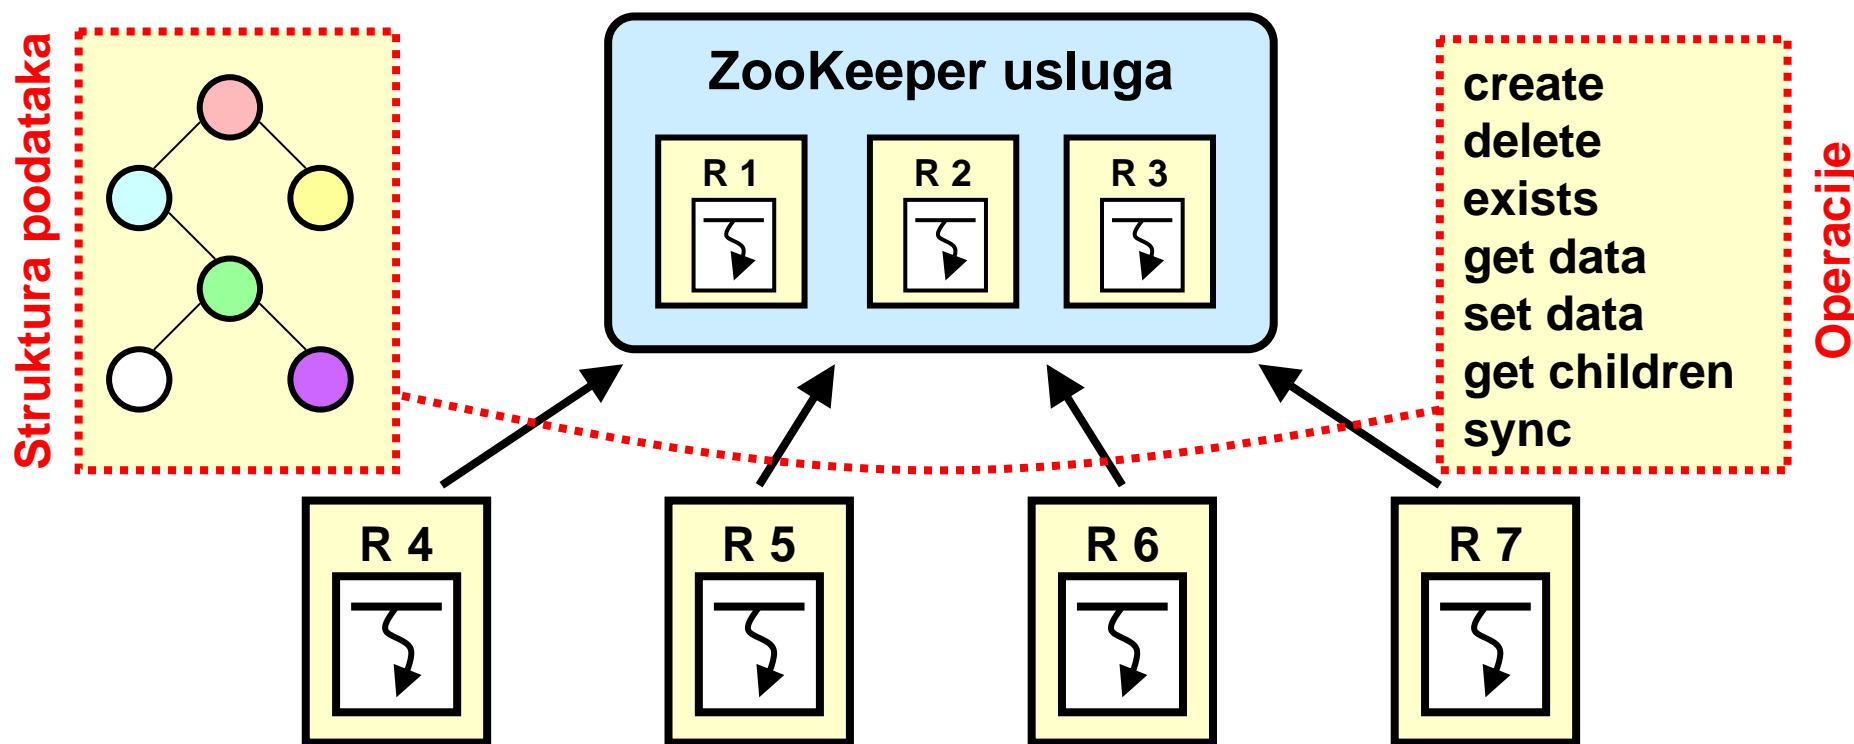 Struktura podataka
ZooKeeper usluga
R 1
R 2
R 3
create
delete
exists
get data
set data
get children
sync
Operacije
R 4
R 5
R 6
R 7